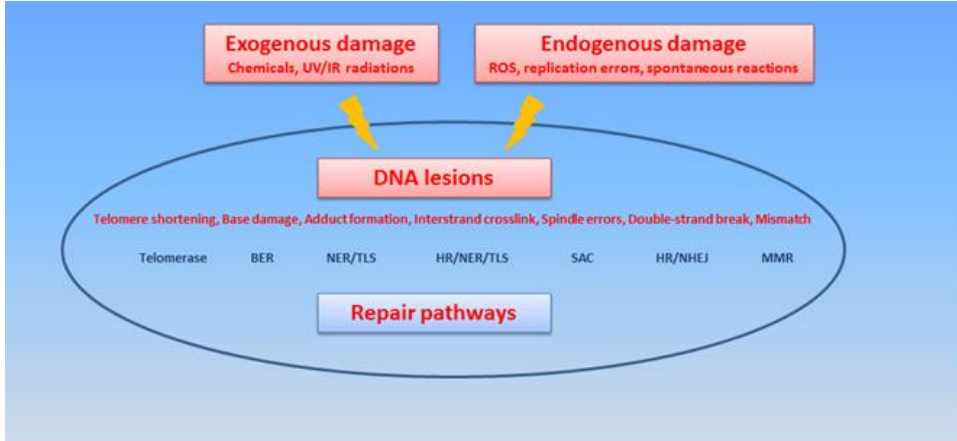 Exogenous damage
Chemicals, UV/IR radiations
Endogenous damage
ROS, replication errors, spontaneous reactions
DNA lesions
Telomere shortening, Base damage, Adduct formation, Interstrand crosslink, Spindle errors, Double-strand break, Mismatch
Telomerase BER NER/TLS HR/NER/TLS SAC HR/NHEJ MMR
Repair pathways